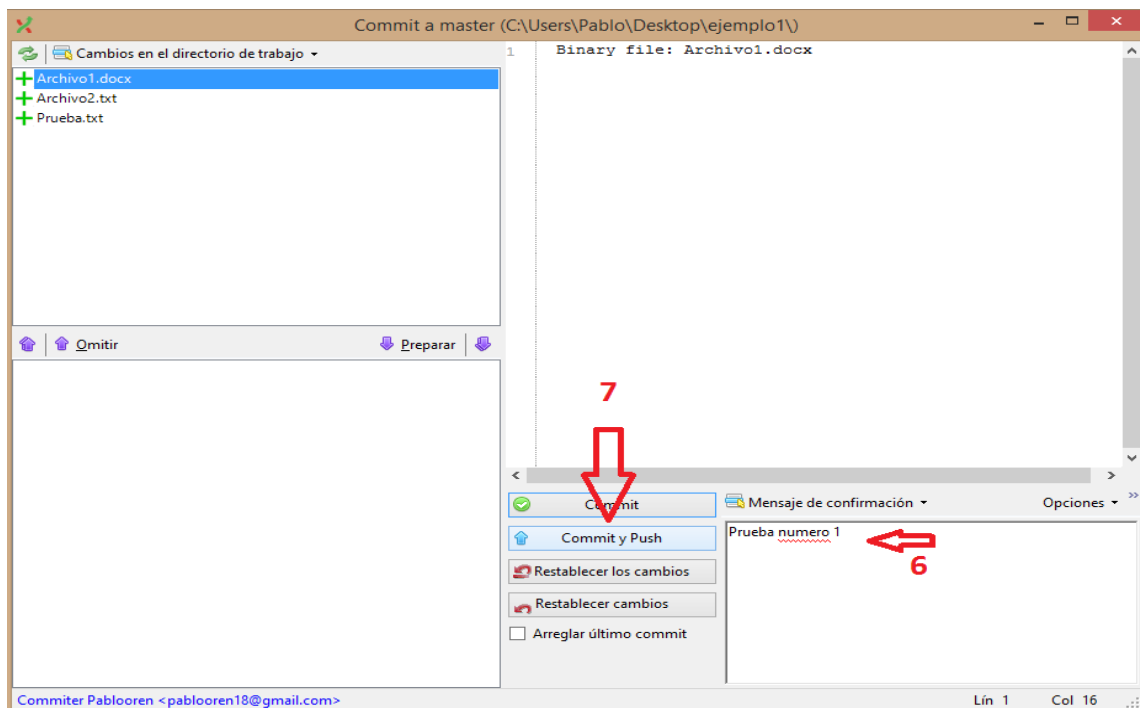 Commit a master (C:\Users\Pablo\Desktop\ejemplo1\)
Cambios en el directorio de trabajo
Archivo1.docx
Archivo2.txt
Prueba.txt
1 Binary file: Archivo1.docx
Omitir
Preparar
7
Commit
Commit y Push
Restablecer los cambios
Restablecer cambios
Arreglar último commit
Mensaje de confirmación
Opciones
Prueba numero 1
6
Commiter Pablooren <pablooren18@gmail.com>
Lín 1
Col 16